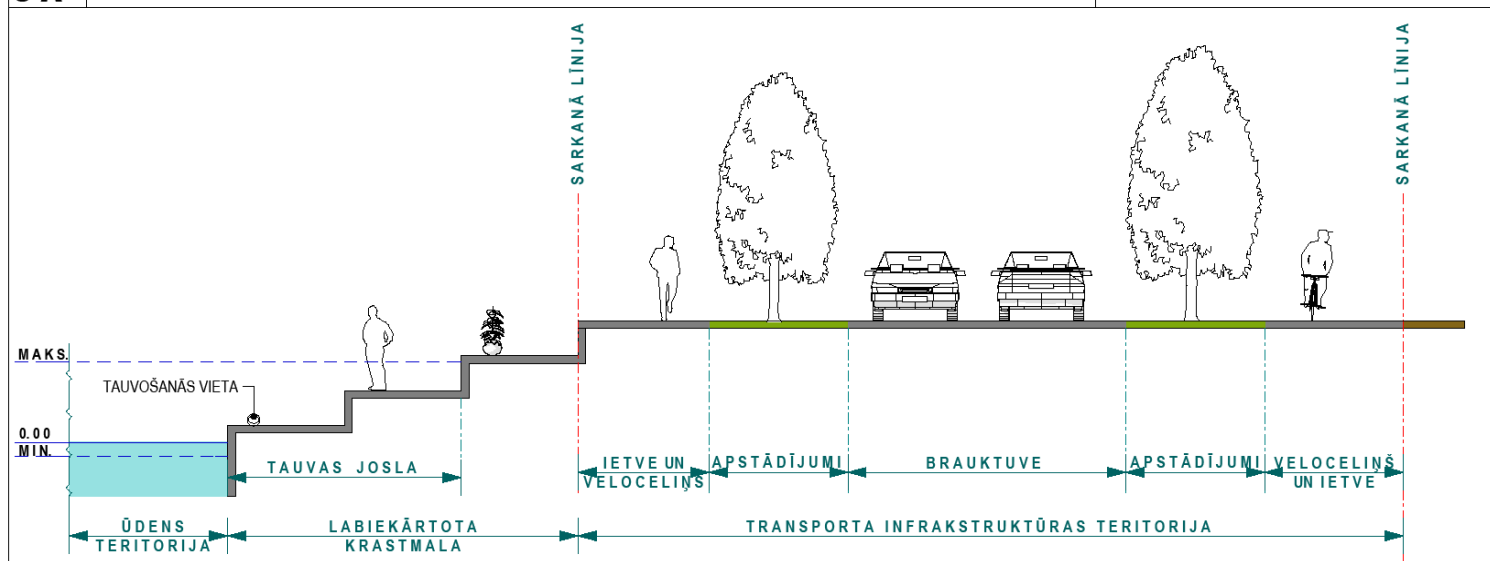 SARKANĀ LĪNIJA
SARKANĀ LĪNIJA
MAKS.
TAUVOŠANĀS VIETA
0.00
MIN.
TAUVAS JOSLA
IETVE UN
VELOCELIŅŠ
APSTĀDĪJUMI
BRAUKTUVE
APSTĀDĪJUMI
VELOCELIŅŠ
UN IETVE
ŪDENS
TERITORIJA
LABIEKĀRTOTA
KRASTMALA
TRANSPORTA INFRAKSTRUKTŪRAS TERITORIJA